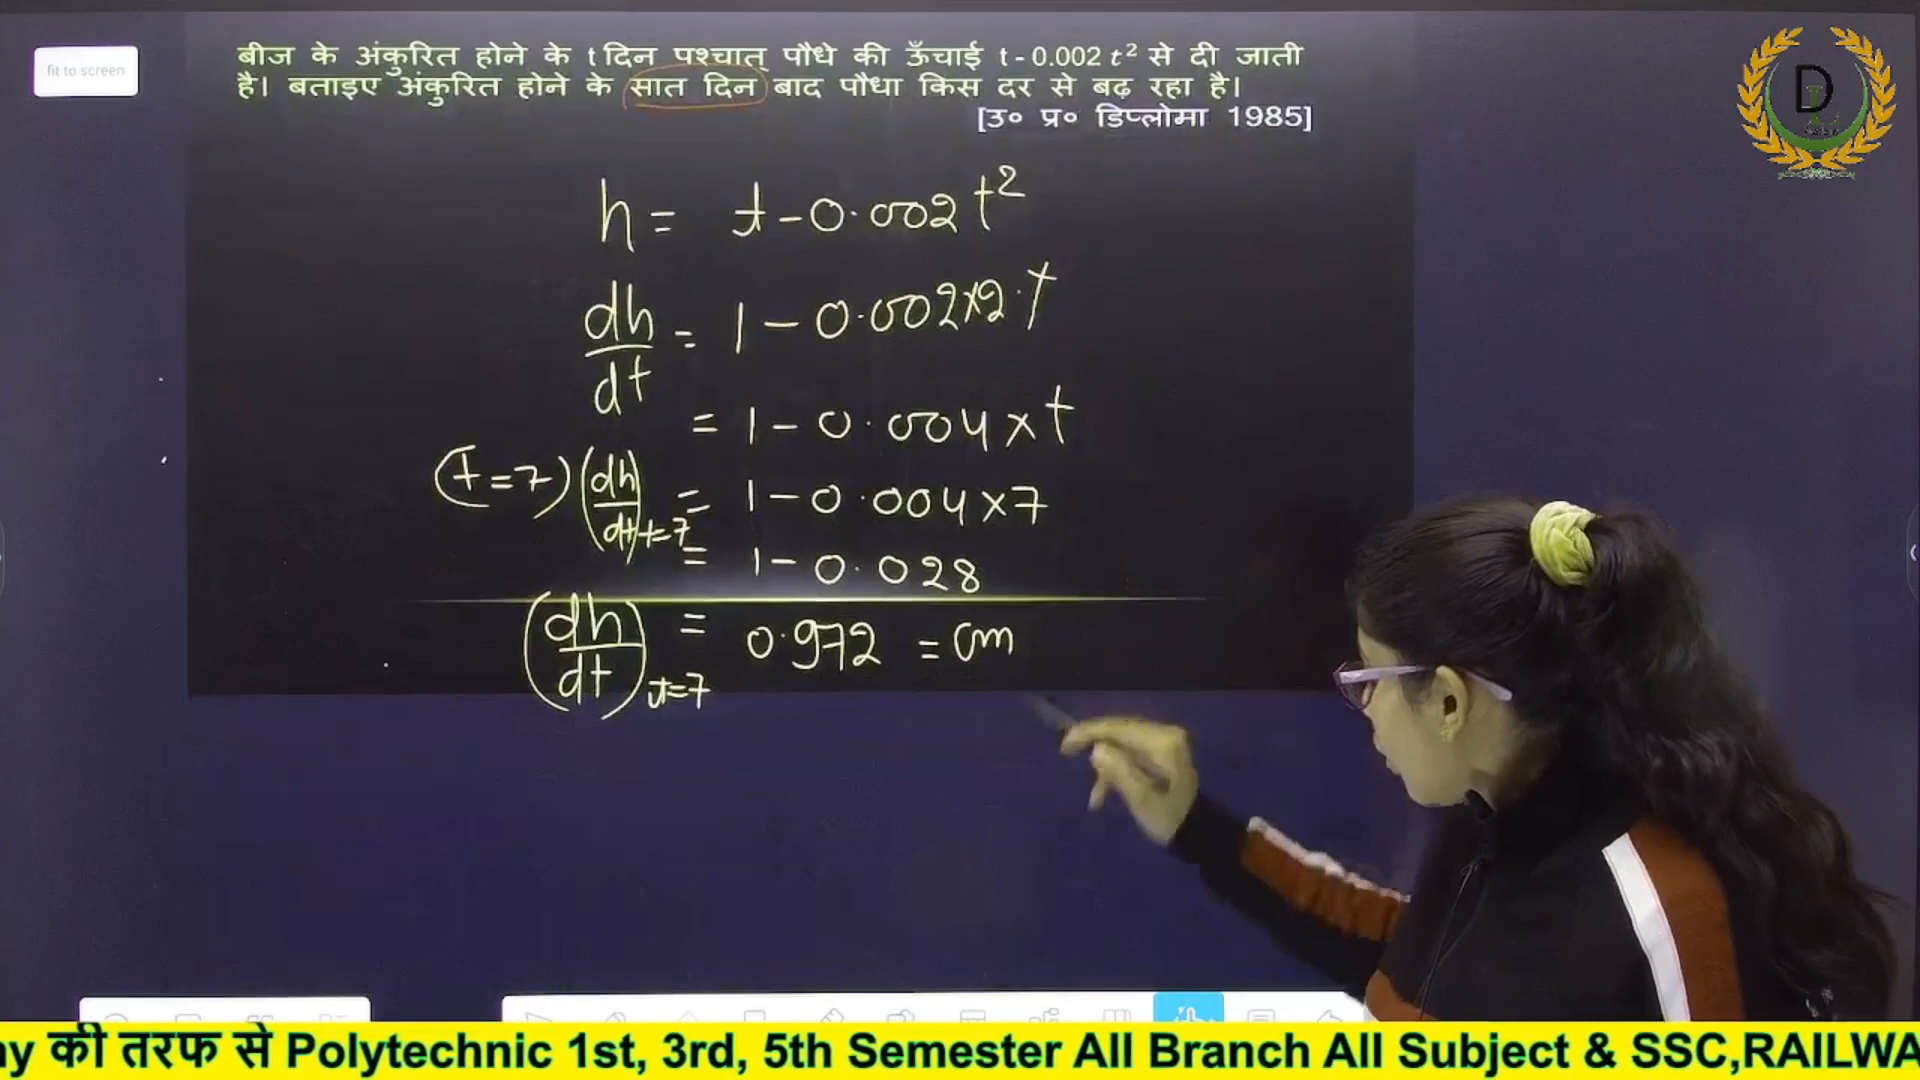 fit to screen
बीज के अंकुरित होने के t दिन पश्चात् पौधे की ऊँचाई t - 0.002 t² से दी जाती
है। बताइए अंकुरित होने के सात दिन बाद पौधा किस दर से बढ़ रहा है।
[उ० प्र० डिप्लोमा 1985]
h = t - 0.002 t²
dh/dt = 1 - 0.002×2·t
= 1 - 0.004×t
(t=7) (dh/dt)t=7 = 1 - 0.004×7
= 1 - 0.028
(dh/dt)t=7 = 0.972 = cm
ny की तरफ से Polytechnic 1st, 3rd, 5th Semester All Branch All Subject & SSC,RAILWA